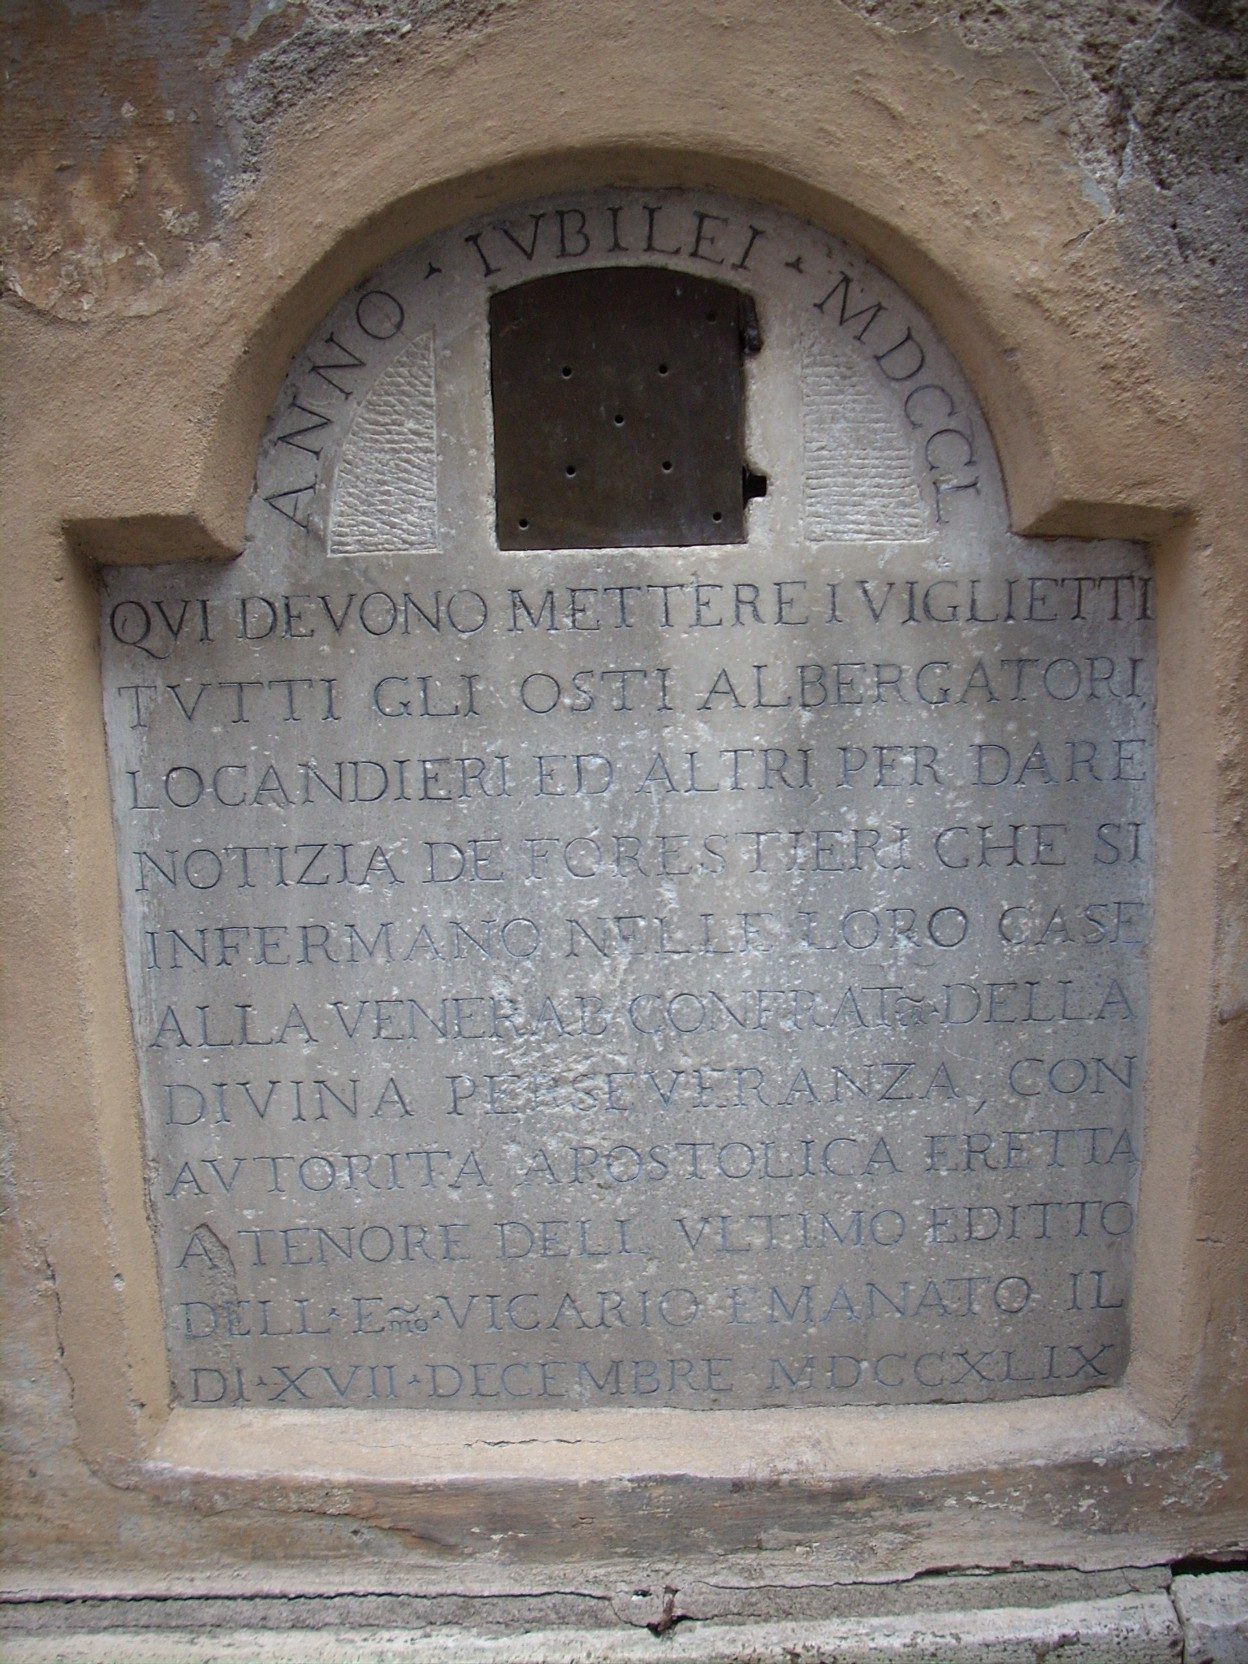 ANNO · IVBILEI · MDCCL
QVI DEVONO METTERE I VIGLIETTI
TVTTI GLI OSTI ALBERGATORI
LOCANDIERI ED ALTRI PER DARE
NOTIZIA DE FORESTIERI CHE SI
INFERMANO NELLE LORO CASE
ALLA VENERAB CONFRAT·ñ· DELLA
DIVINA PERSEVERANZA, CON
AVTORITA APOSTOLICA ERETTA
A TENORE DELL VLTIMO EDITTO
DELL · Emo · VICARIO EMANATO IL
DI · XVII · DECEMBRE MDCCXLIX